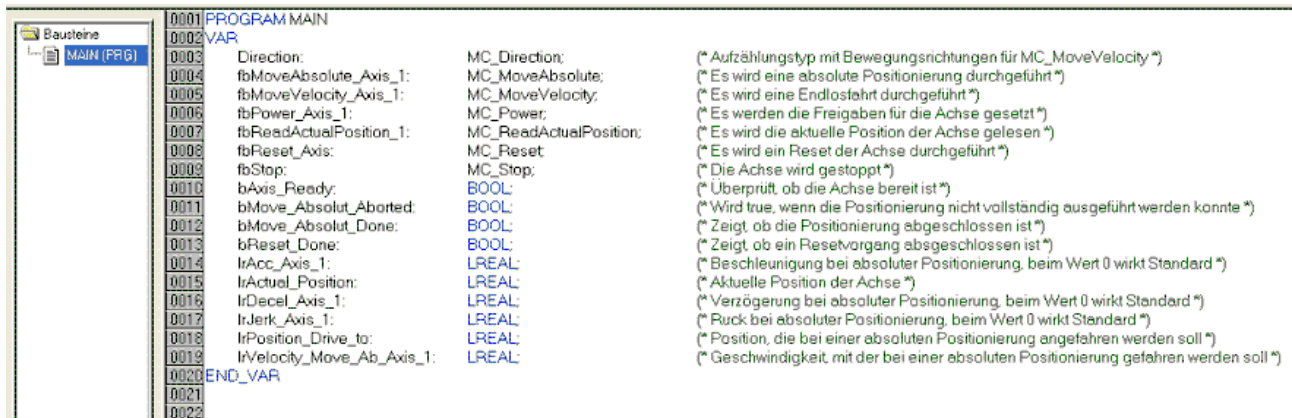 Bausteine
MAIN (PRG)
0001 PROGRAM MAIN
0002 VAR
0003 Direction: MC_Direction; (* Aufzählungstyp mit Bewegungsrichtungen für MC_MoveVelocity *)
0004 fbMoveAbsolute_Axis_1: MC_MoveAbsolute; (* Es wird eine absolute Positionierung durchgeführt *)
0005 fbMoveVelocity_Axis_1: MC_MoveVelocity; (* Es wird eine Endlosfahrt durchgeführt *)
0006 fbPower_Axis_1: MC_Power; (* Es werden die Freigaben für die Achse gesetzt *)
0007 fbReadActualPosition_1: MC_ReadActualPosition; (* Es wird die aktuelle Position der Achse gelesen *)
0008 fbReset_Axis: MC_Reset; (* Es wird ein Reset der Achse durchgeführt *)
0009 fbStop: MC_Stop; (* Die Achse wird gestoppt *)
0010 bAxis_Ready: BOOL; (* Überprüft, ob die Achse bereit ist *)
0011 bMove_Absolut_Aborted: BOOL; (* Wird true, wenn die Positionierung nicht vollständig ausgeführt werden konnte *)
0012 bMove_Absolut_Done: BOOL; (* Zeigt, ob die Positionierung abgeschlossen ist *)
0013 bReset_Done: BOOL; (* Zeigt, ob ein Resetvorgang absgeschlossen ist *)
0014 lrAcc_Axis_1: LREAL; (* Beschleunigung bei absoluter Positionierung, beim Wert 0 wirkt Standard *)
0015 lrActual_Position: LREAL; (* Aktuelle Position der Achse *)
0016 lrDecel_Axis_1: LREAL; (* Verzögerung bei absoluter Positionierung, beim Wert 0 wirkt Standard *)
0017 lrJerk_Axis_1: LREAL; (* Ruck bei absoluter Positionierung, beim Wert 0 wirkt Standard *)
0018 lrPosition_Drive_to: LREAL; (* Position, die bei einer absoluten Positionierung angefahren werden soll *)
0019 lrVelocity_Move_Ab_Axis_1: LREAL; (* Geschwindigkeit, mit der bei einer absoluten Positionierung gefahren werden soll *)
0020 END_VAR
0021
0022